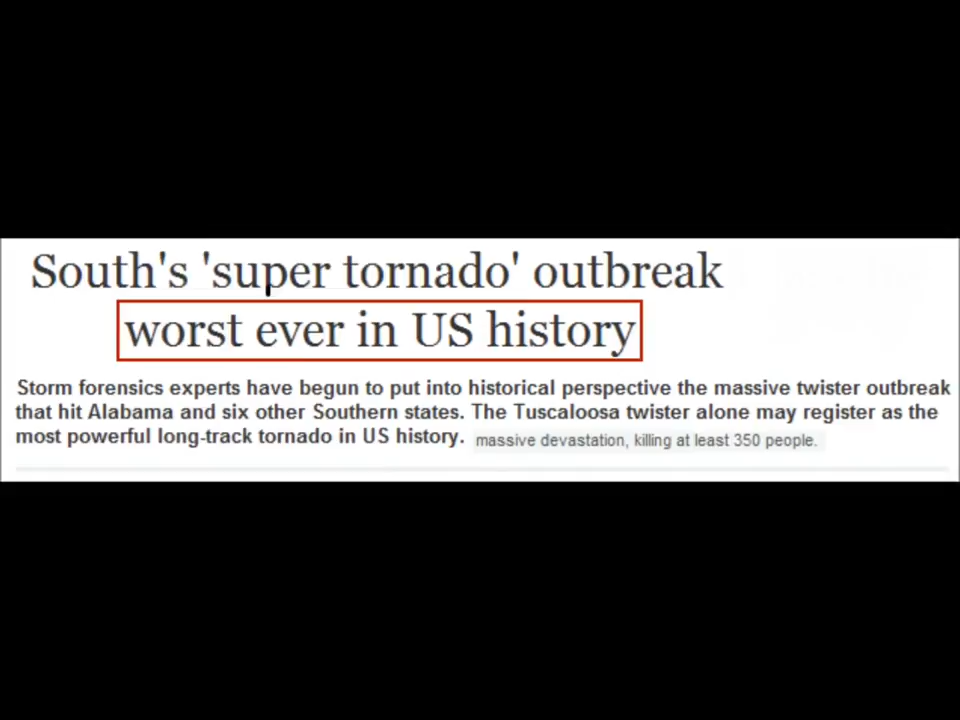 South's 'super tornado' outbreak
worst ever in US history
Storm forensics experts have begun to put into historical perspective the massive twister outbreak
that hit Alabama and six other Southern states. The Tuscaloosa twister alone may register as the
most powerful long-track tornado in US history. massive devastation, killing at least 350 people.